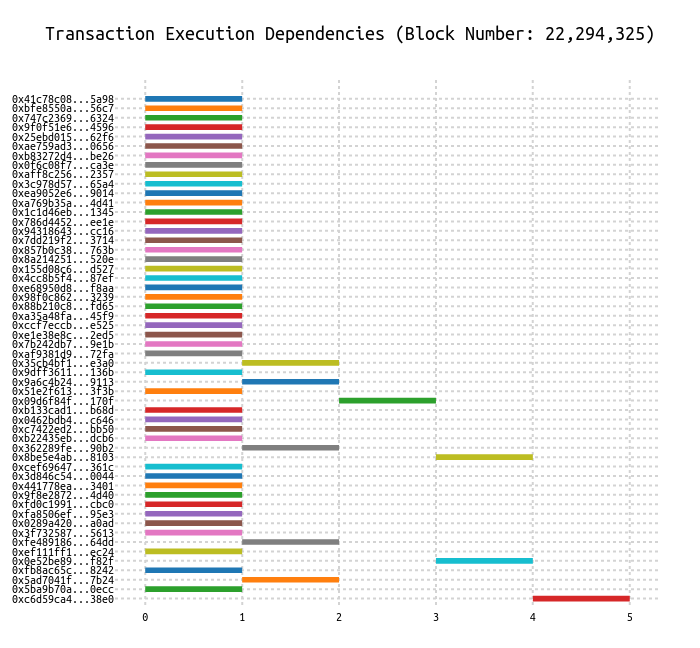 Transaction Execution Dependencies (Block Number: 22,294,325)
0x41c78c08...5a98
0xbfe8550a...56c7
0x747c2369...6324
0x9f0f51e6...4596
0x25ebd015...62f6
0xae759ad3...0656
0xb83272d4...be26
0x0f6c08f7...ca3e
0xaff8c256...2357
0x3c978d57...65a4
0xea9052e6...9014
0xa769b35a...4d41
0x1c1d46eb...1345
0x786d4452...ee1e
0x94318643...cc16
0x7dd219f2...3714
0x857b0c38...763b
0x8a214251...520e
0x155d08c6...d527
0x4cc8b5f4...87ef
0xe68950d8...f8aa
0x98f0c862...3239
0x88b210c8...fd65
0xa35a48fa...45f9
0xccf7eccb...e525
0xe1e38e8c...2ed5
0x7b242db7...9e1b
0xaf9381d9...72fa
0x35cb4bf1...e3a0
0x9dff3611...136b
0x9a6c4b24...9113
0x51e2f613...3f3b
0x09d6f84f...170f
0xb133cad1...b68d
0x0462bdb4...c646
0xc7422ed2...bb50
0xb22435eb...dcb6
0x362289fe...90b2
0x8be5e4ab...8103
0xcef69647...361c
0x3d846c54...0044
0x441778ea...3401
0x9f8e2872...4d40
0xfd0c1991...cbc0
0xfa8506ef...95e3
0x0289a420...a0ad
0x3f732587...5613
0xfe489186...64dd
0xef111ff1...ec24
0x0e52be89...f82f
0xfb8ac65c...8242
0x5ad7041f...7b24
0x5ba9b70a...0ecc
0xc6d59ca4...38e0
0 1 2 3 4 5